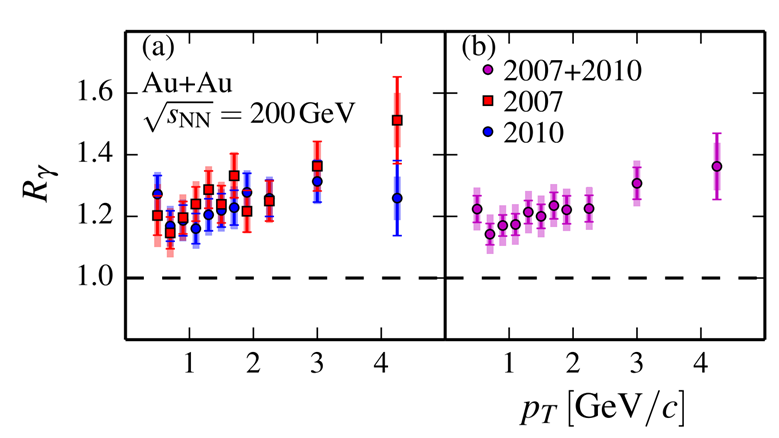 (a)
Au+Au
√sNN = 200 GeV
(b)
2007+2010
2007
2010
Rγ
1.6
1.4
1.2
1.0
1 2 3 4
1 2 3 4
pT [GeV/c]